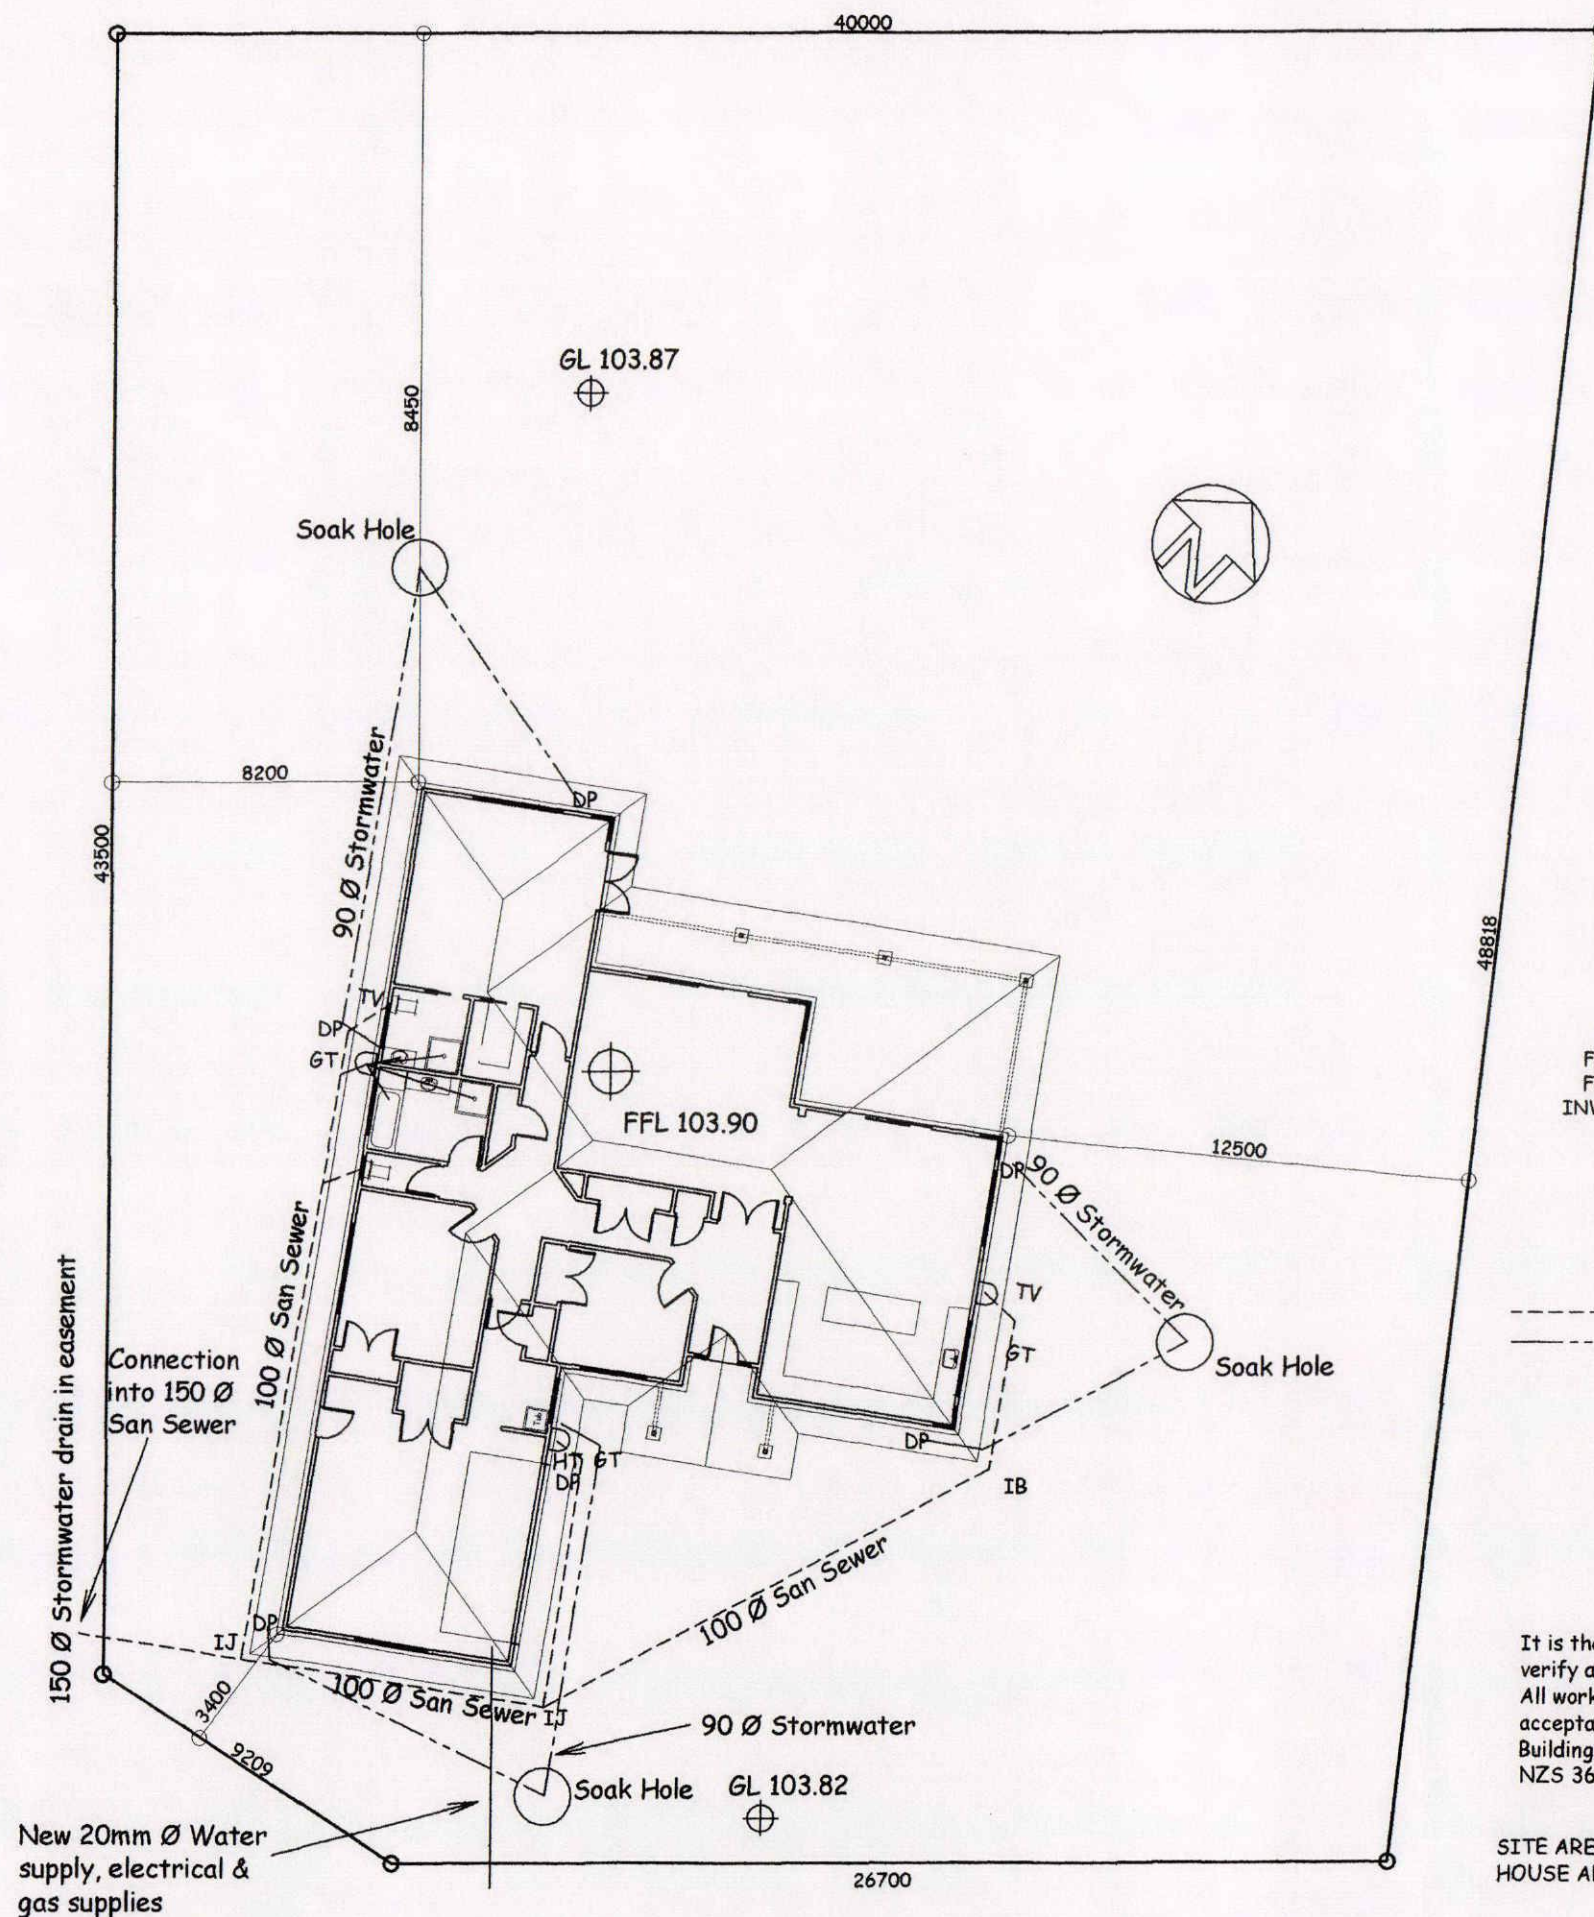 40000
GL 103.87
8450
Soak Hole
8200
43500
90 Ø Stormwater
DP
48818
TV
DP
GT
FFL 103.90
12500
DP
90 Ø Stormwater
100 Ø San Sewer
TV
GT
Soak Hole
Connection
into 150 Ø
San Sewer
150 Ø Stormwater drain in easement
Tub
HT GT
DP
DP
IB
100 Ø San Sewer
DP
IJ
100 Ø San Sewer
IJ
3400
9209
90 Ø Stormwater
Soak Hole
GL 103.82
New 20mm Ø Water
supply, electrical &
gas supplies
26700
F
F
INV
It is the
verify a
All work
accepta
Building
NZS 36
SITE ARE
HOUSE A
N